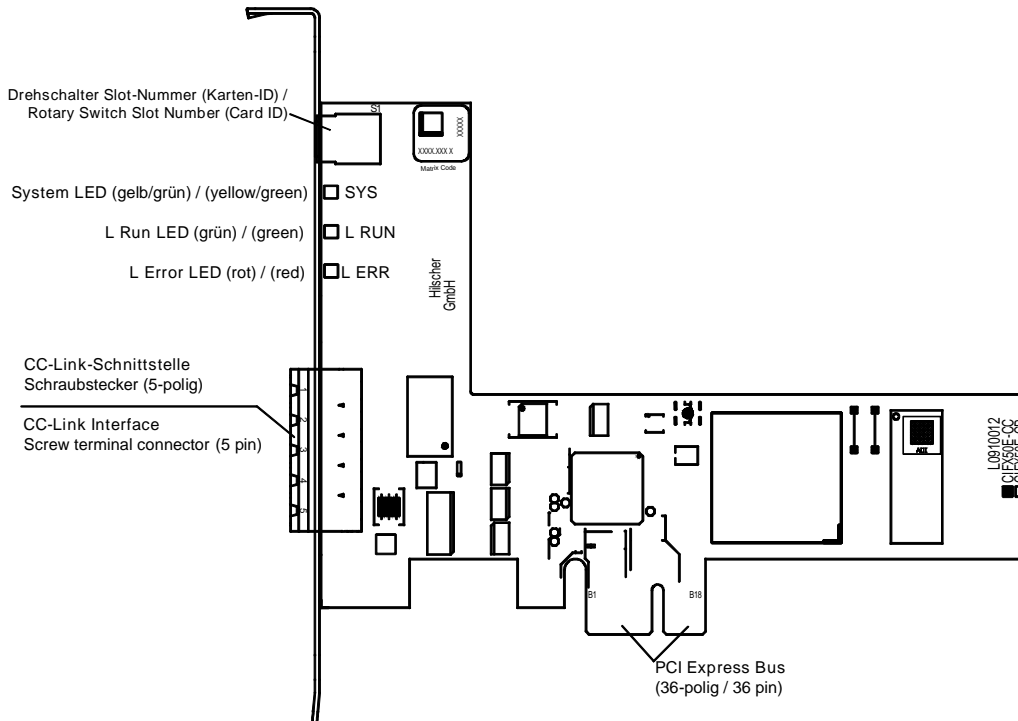 Drehschalter Slot-Nummer (Karten-ID) /
Rotary Switch Slot Number (Card ID)
S1
XXXXX
XXXX.XXX X
Matrix Code
System LED (gelb/grün) / (yellow/green)
SYS
L Run LED (grün) / (green)
L RUN
L Error LED (rot) / (red)
L ERR
Hilscher
GmbH
CC-Link-Schnittstelle
Schraubstecker (5-polig)
CC-Link Interface
Screw terminal connector (5 pin)
1
2
3
4
5
L0910012
CIFX50E-CC
B1
B18
PCI Express Bus
(36-polig / 36 pin)